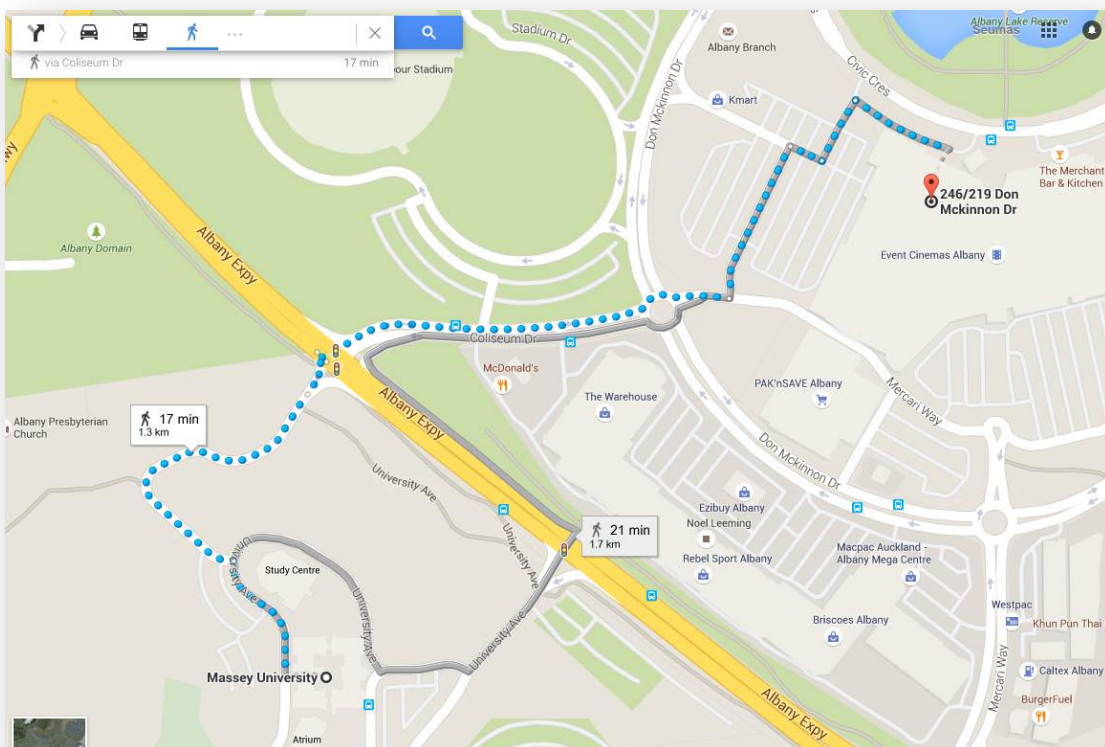 via Coliseum Dr
17 min
our Stadium
Stadium Dr
Albany Lake Reserve
Seumas
Albany Branch
Kmart
Don Mckinnon Dr
Civic Cres
The Merchant
Bar & Kitchen
246/219 Don
Mckinnon Dr
Event Cinemas Albany
wy
Albany Domain
Albany Expy
Coliseum Dr
McDonald's
The Warehouse
PAK'nSAVE Albany
Mercari Way
Albany Expy
17 min
1.3 km
Albany Presbyterian
Church
University Ave
Don Mckinnon Dr
Ezibuy Albany
Noel Leeming
21 min
1.7 km
University Ave
Rebel Sport Albany
Macpac Auckland -
Albany Mega Centre
University Ave
Study Centre
University Ave
University Ave
Westpac
Briscoes Albany
Khun Pun Thai
Massey University
Mercari Way
Caltex Albany
Albany Expy
BurgerFuel
Atrium